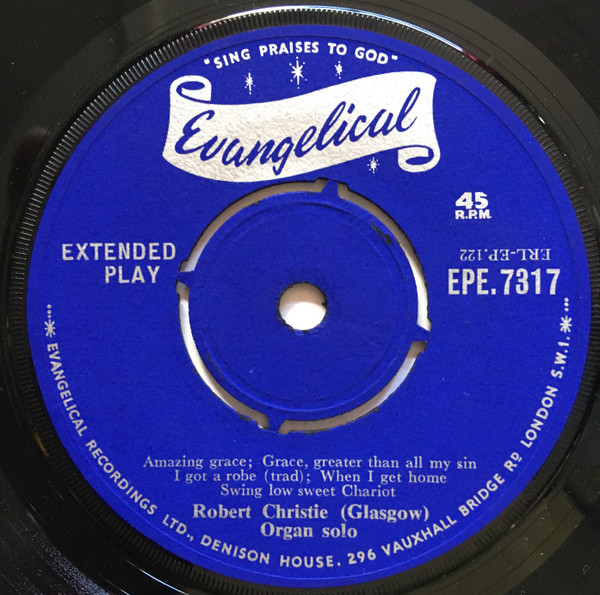 "SING PRAISES TO GOD"
Evangelical
45
R.P.M.
EXTENDED
PLAY
ERL-EP.122
EPE.7317
Amazing grace; Grace, greater than all my sin
I got a robe (trad); When I get home
Swing low sweet Chariot
Robert Christie (Glasgow)
Organ solo
EVANGELICAL RECORDINGS LTD., DENISON HOUSE. 296 VAUXHALL BRIDGE RD LONDON S.W.1.